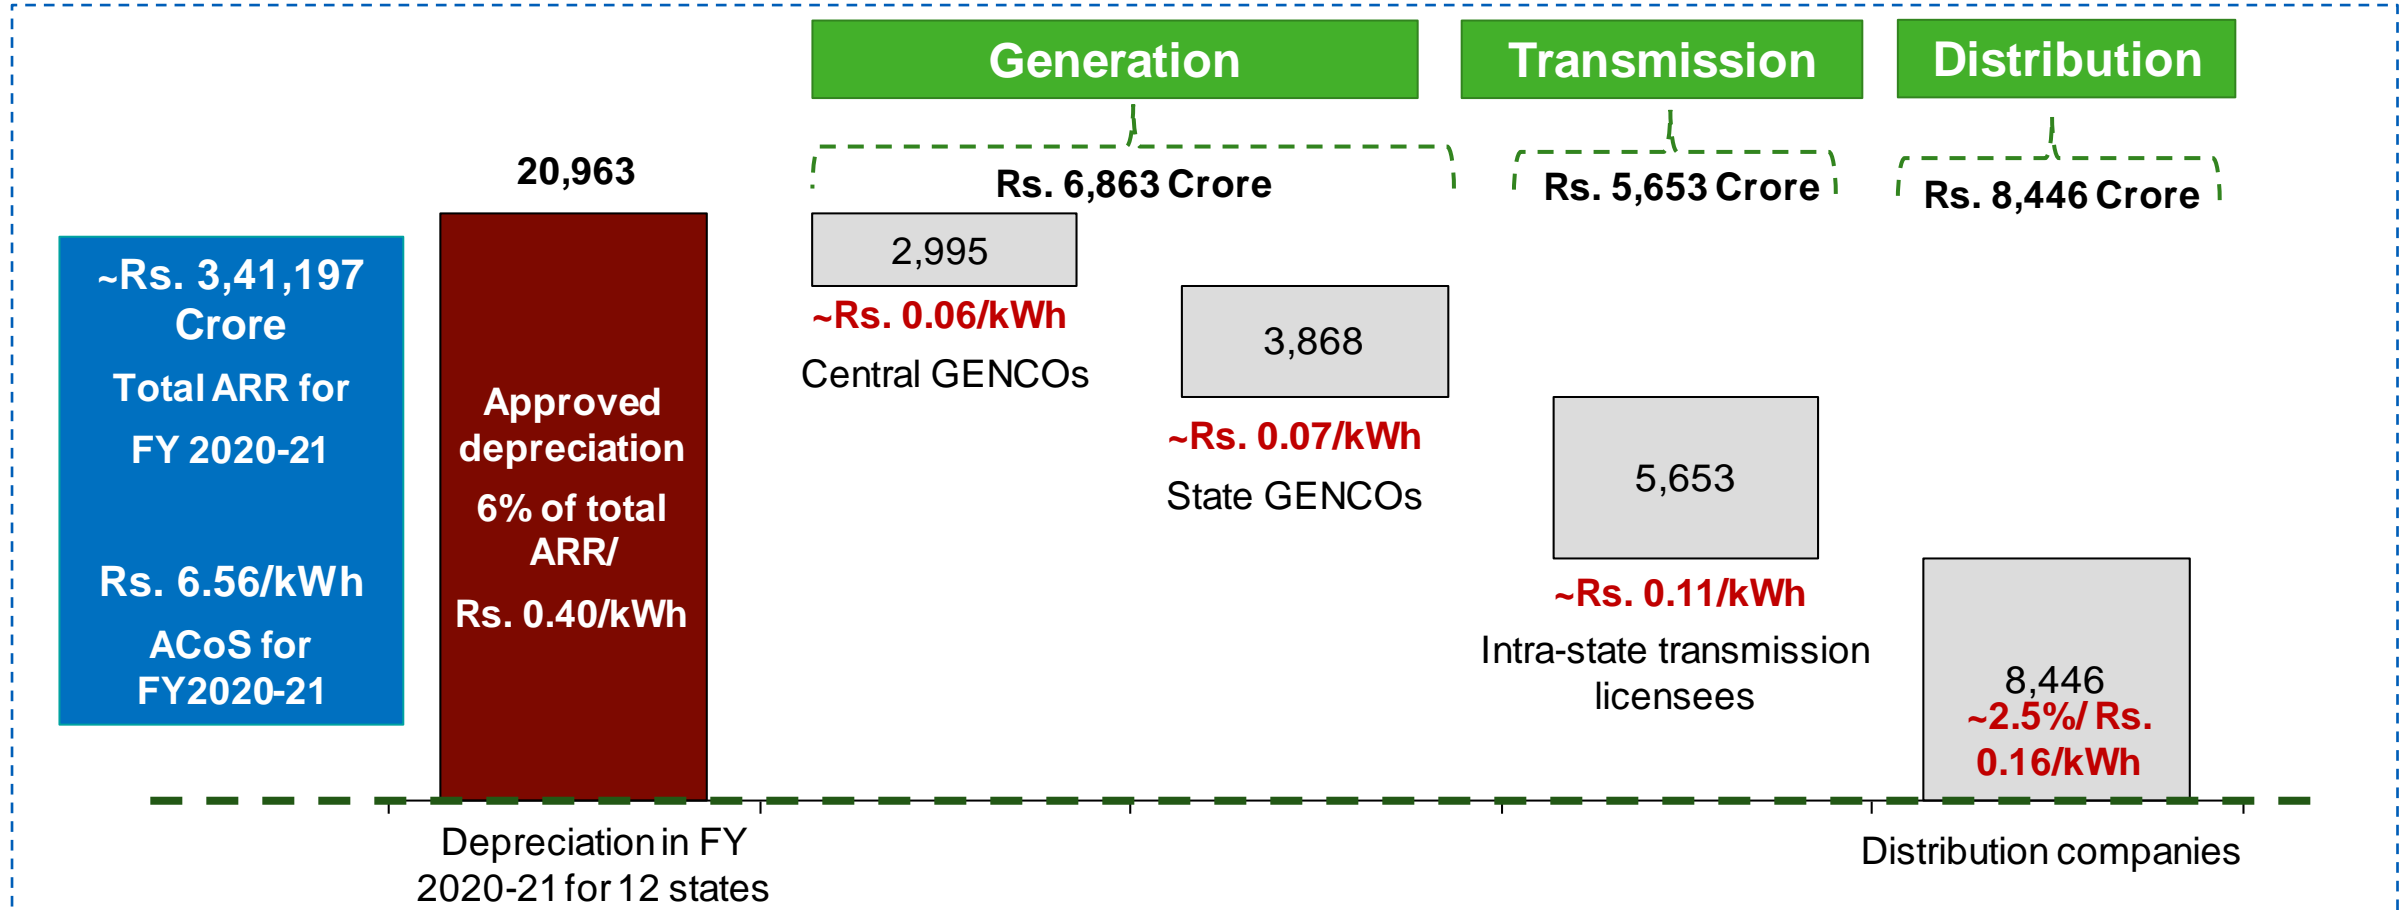 Generation
Transmission
Distribution
Rs. 6,863 Crore
Rs. 5,653 Crore
Rs. 8,446 Crore
~Rs. 3,41,197
Crore
Total ARR for
FY 2020-21
Rs. 6.56/kWh
ACoS for
FY2020-21
20,963
Approved
depreciation
6% of total
ARR/
Rs. 0.40/kWh
Depreciation in FY
2020-21 for 12 states
2,995
~Rs. 0.06/kWh
Central GENCOs
3,868
~Rs. 0.07/kWh
State GENCOs
5,653
~Rs. 0.11/kWh
Intra-state transmission
licensees
8,446
~2.5%/ Rs.
0.16/kWh
Distribution companies